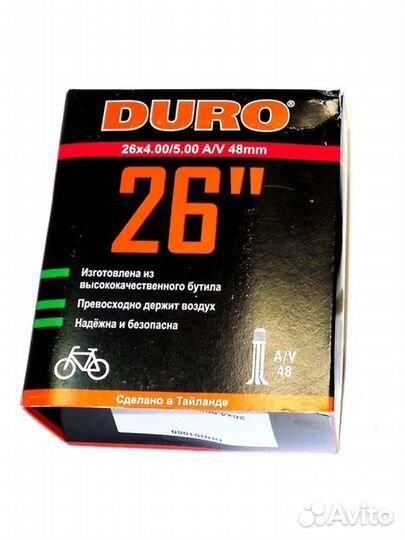 DURO®
26x4.00/5.00 A/V 48mm
26"
Изготовлена из
высококачественного бутила
Превосходно держит воздух
Надёжна и безопасна
A/V
48
Сделано в Тайланде
Avito